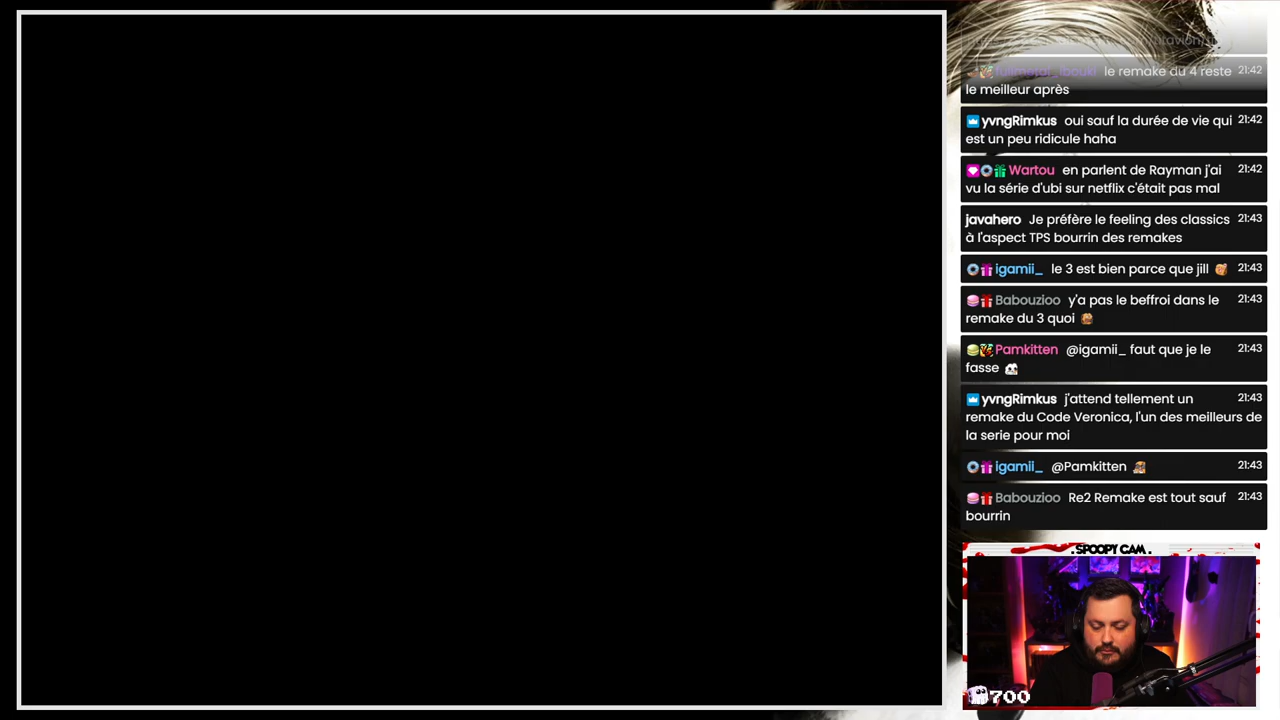 le remake du 4 reste 21:42
le meilleur après
yvngRimkus oui sauf la durée de vie qui 21:42
est un peu ridicule haha
Wartou en parlent de Rayman j'ai 21:42
vu la série d'ubi sur netflix c'était pas mal
javahero Je préfère le feeling des classics 21:43
à l'aspect TPS bourrin des remakes
igamii_ le 3 est bien parce que jill 21:43
Babouzioo y'a pas le beffroi dans le 21:43
remake du 3 quoi
Pamkitten @igamii_ faut que je le 21:43
fasse
yvngRimkus j'attend tellement un 21:43
remake du Code Veronica, l'un des meilleurs de
la serie pour moi
igamii_ @Pamkitten 21:43
Babouzioo Re2 Remake est tout sauf 21:43
bourrin
. SPOOPY CAM .
700